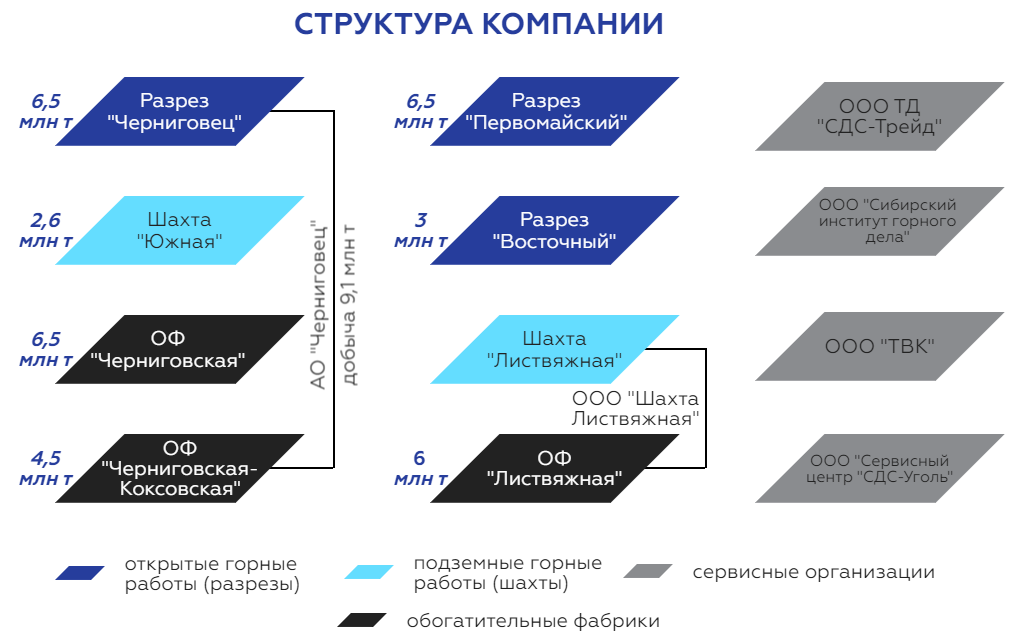 СТРУКТУРА КОМПАНИИ
6,5
млн т
Разрез
"Черниговец"
2,6
млн т
Шахта
"Южная"
6,5
млн т
ОФ
"Черниговская"
4,5
млн т
ОФ
"Черниговская-
Коксовская"
АО "Черниговец"
добыча 9,1 млн т
6,5
млн т
Разрез
"Первомайский"
3
млн т
Разрез
"Восточный"
Шахта
"Листвяжная"
ООО "Шахта
Листвяжная"
6
млн т
ОФ
"Листвяжная"
ООО ТД
"СДС-Трейд"
ООО "Сибирский
институт горного
дела"
ООО "ТВК"
ООО "Сервисный
центр "СДС-Уголь"
открытые горные
работы (разрезы)
подземные горные
работы (шахты)
сервисные организации
обогатительные фабрики